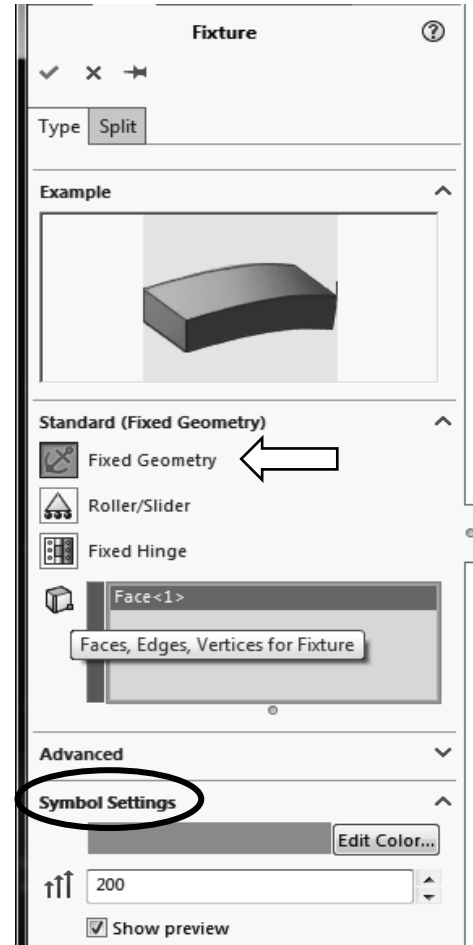 Fixture
Type Split
Example
Standard (Fixed Geometry)
Fixed Geometry
Roller/Slider
Fixed Hinge
Face<1>
Faces, Edges, Vertices for Fixture
Advanced
Symbol Settings
Edit Color...
200
Show preview